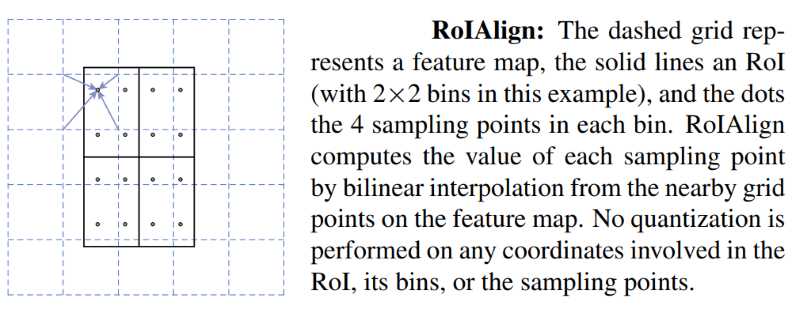 RoIAlign: The dashed grid rep-
resents a feature map, the solid lines an RoI
(with 2×2 bins in this example), and the dots
the 4 sampling points in each bin. RoIAlign
computes the value of each sampling point
by bilinear interpolation from the nearby grid
points on the feature map. No quantization is
performed on any coordinates involved in the
RoI, its bins, or the sampling points.